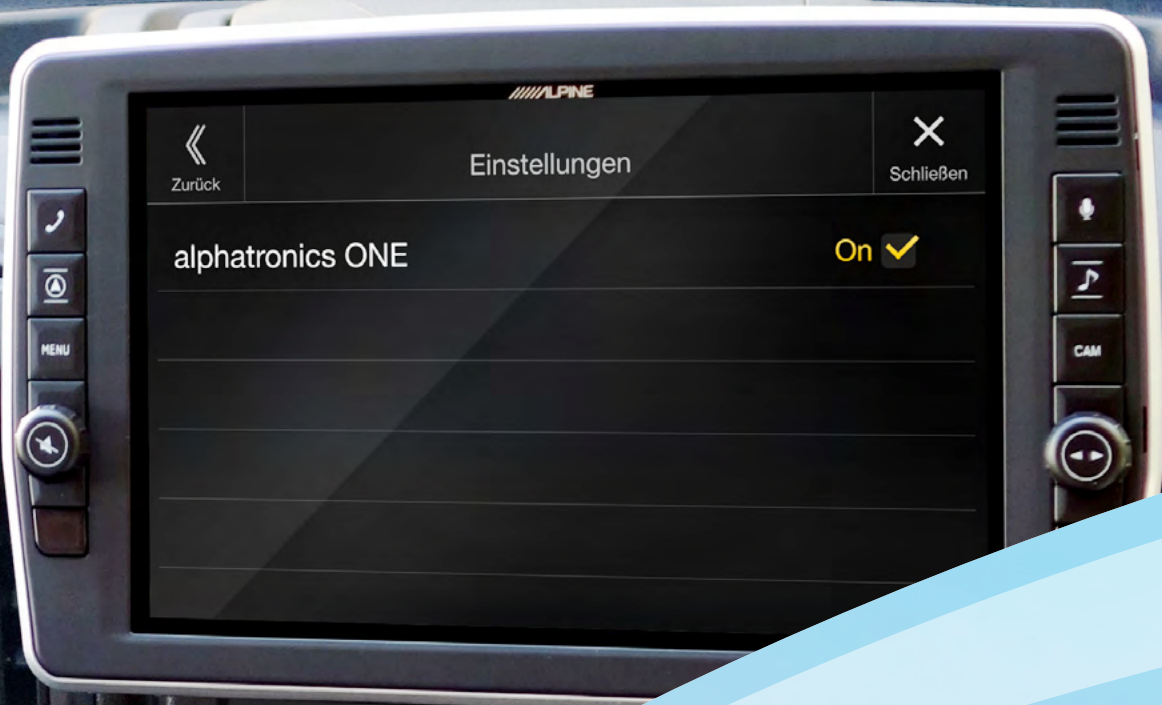 ALPINE
Einstellungen
Zurück
Schließen
alphatronics ONE
On
MENU
CAM